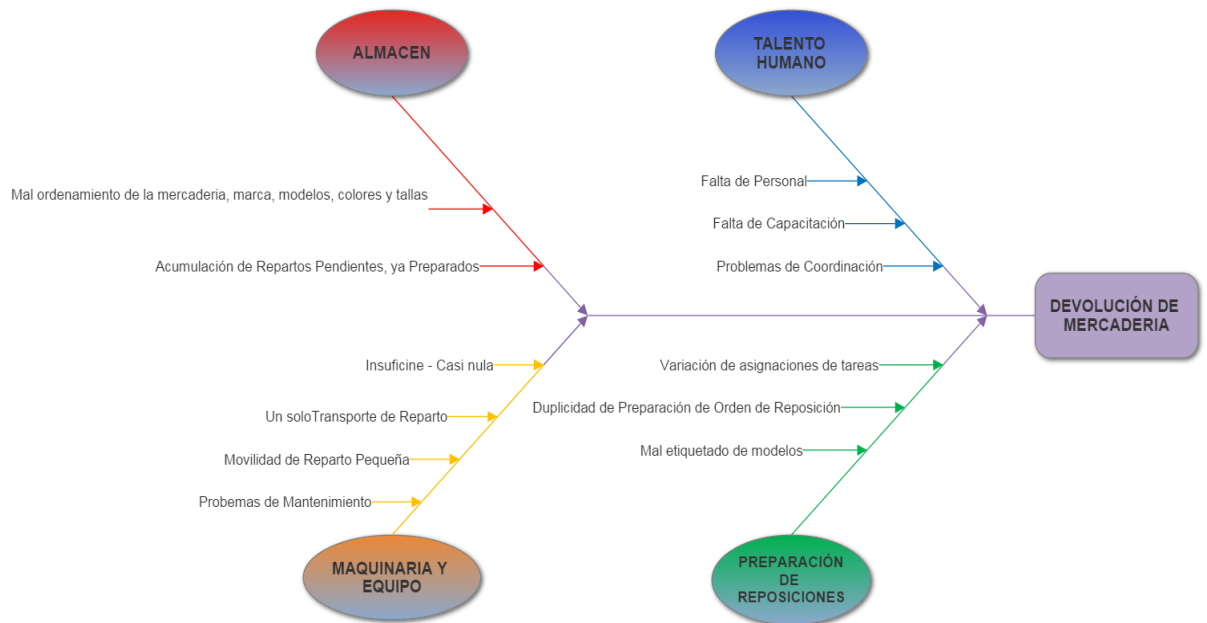 ALMACEN
TALENTO
HUMANO
Mal ordenamiento de la mercaderia, marca, modelos, colores y tallas
Acumulación de Repartos Pendientes, ya Preparados
Falta de Personal
Falta de Capacitación
Problemas de Coordinación
DEVOLUCIÓN DE
MERCADERIA
Insuficine - Casi nula
Un soloTransporte de Reparto
Movilidad de Reparto Pequeña
Probemas de Mantenimiento
Variación de asignaciones de tareas
Duplicidad de Preparación de Orden de Reposición
Mal etiquetado de modelos
MAQUINARIA Y
EQUIPO
PREPARACIÓN
DE
REPOSICIONES